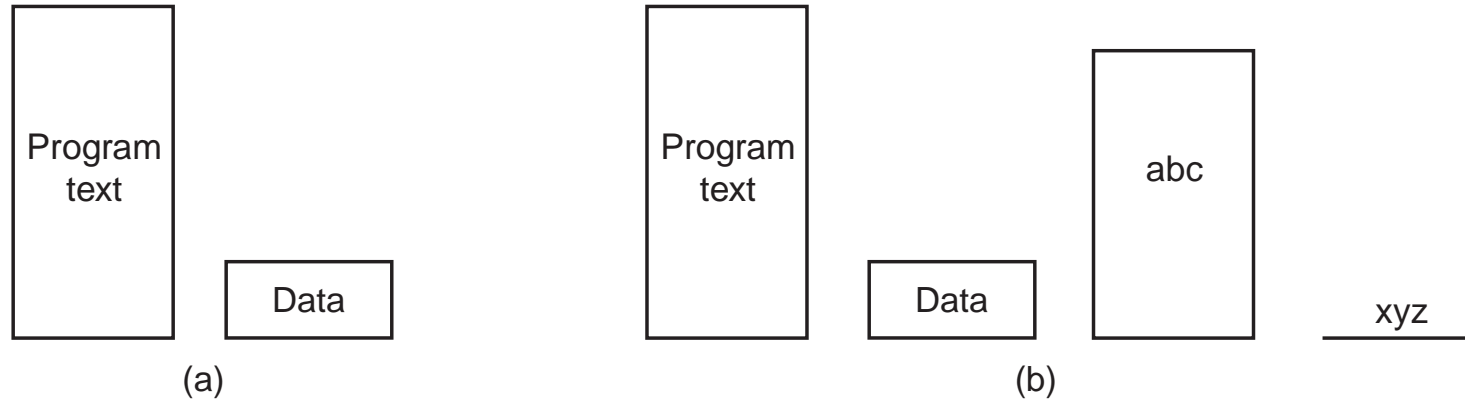 Program
text
Data
(a)
Program
text
Data
abc
xyz
(b)